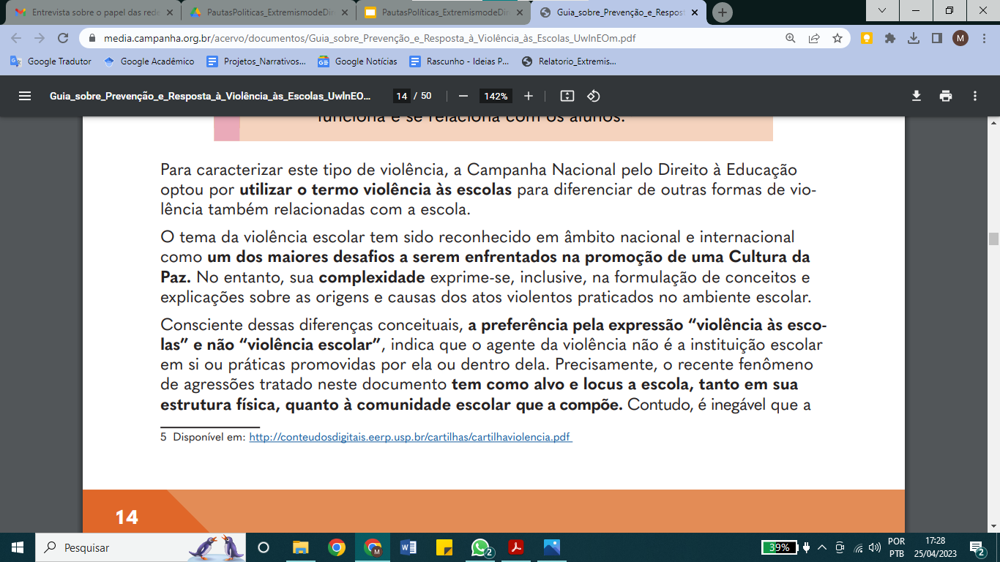 Entrevista sobre o papel das rede
PautasPoliticas_ExtremismodeDir
PautasPolíticas_ExtremismodeDir
Guia_sobre_Prevenção_e_Respost
media.campanha.org.br/acervo/documentos/Guia_sobre_Prevenção_e_Resposta_à_Violência_às_Escolas_UwlnEOm.pdf
M
Google Tradutor
Google Acadêmico
Projetos_Narrativos...
Google Notícias
Rascunho - Ideias P...
Relatorio_Extremis...
Guia_sobre_Prevenção_e_Resposta_à_Violência_às_Escolas_UwlnEO...
14 / 50
142%
funciona e se relaciona com os alunos.
Para caracterizar este tipo de violência, a Campanha Nacional pelo Direito à Educação
optou por utilizar o termo violência às escolas para diferenciar de outras formas de vio-
lência também relacionadas com a escola.
O tema da violência escolar tem sido reconhecido em âmbito nacional e internacional
como um dos maiores desafios a serem enfrentados na promoção de uma Cultura da
Paz. No entanto, sua complexidade exprime-se, inclusive, na formulação de conceitos e
explicações sobre as origens e causas dos atos violentos praticados no ambiente escolar.
Consciente dessas diferenças conceituais, a preferência pela expressão “violência às esco-
las” e não “violência escolar”, indica que o agente da violência não é a instituição escolar
em si ou práticas promovidas por ela ou dentro dela. Precisamente, o recente fenômeno
de agressões tratado neste documento tem como alvo e locus a escola, tanto em sua
estrutura física, quanto à comunidade escolar que a compõe. Contudo, é inegável que a
5 Disponível em: http://conteudosdigitais.eerp.usp.br/cartilhas/cartilhaviolencia.pdf
14
Pesquisar
M
2
39%
POR
PTB
17:28
25/04/2023
2